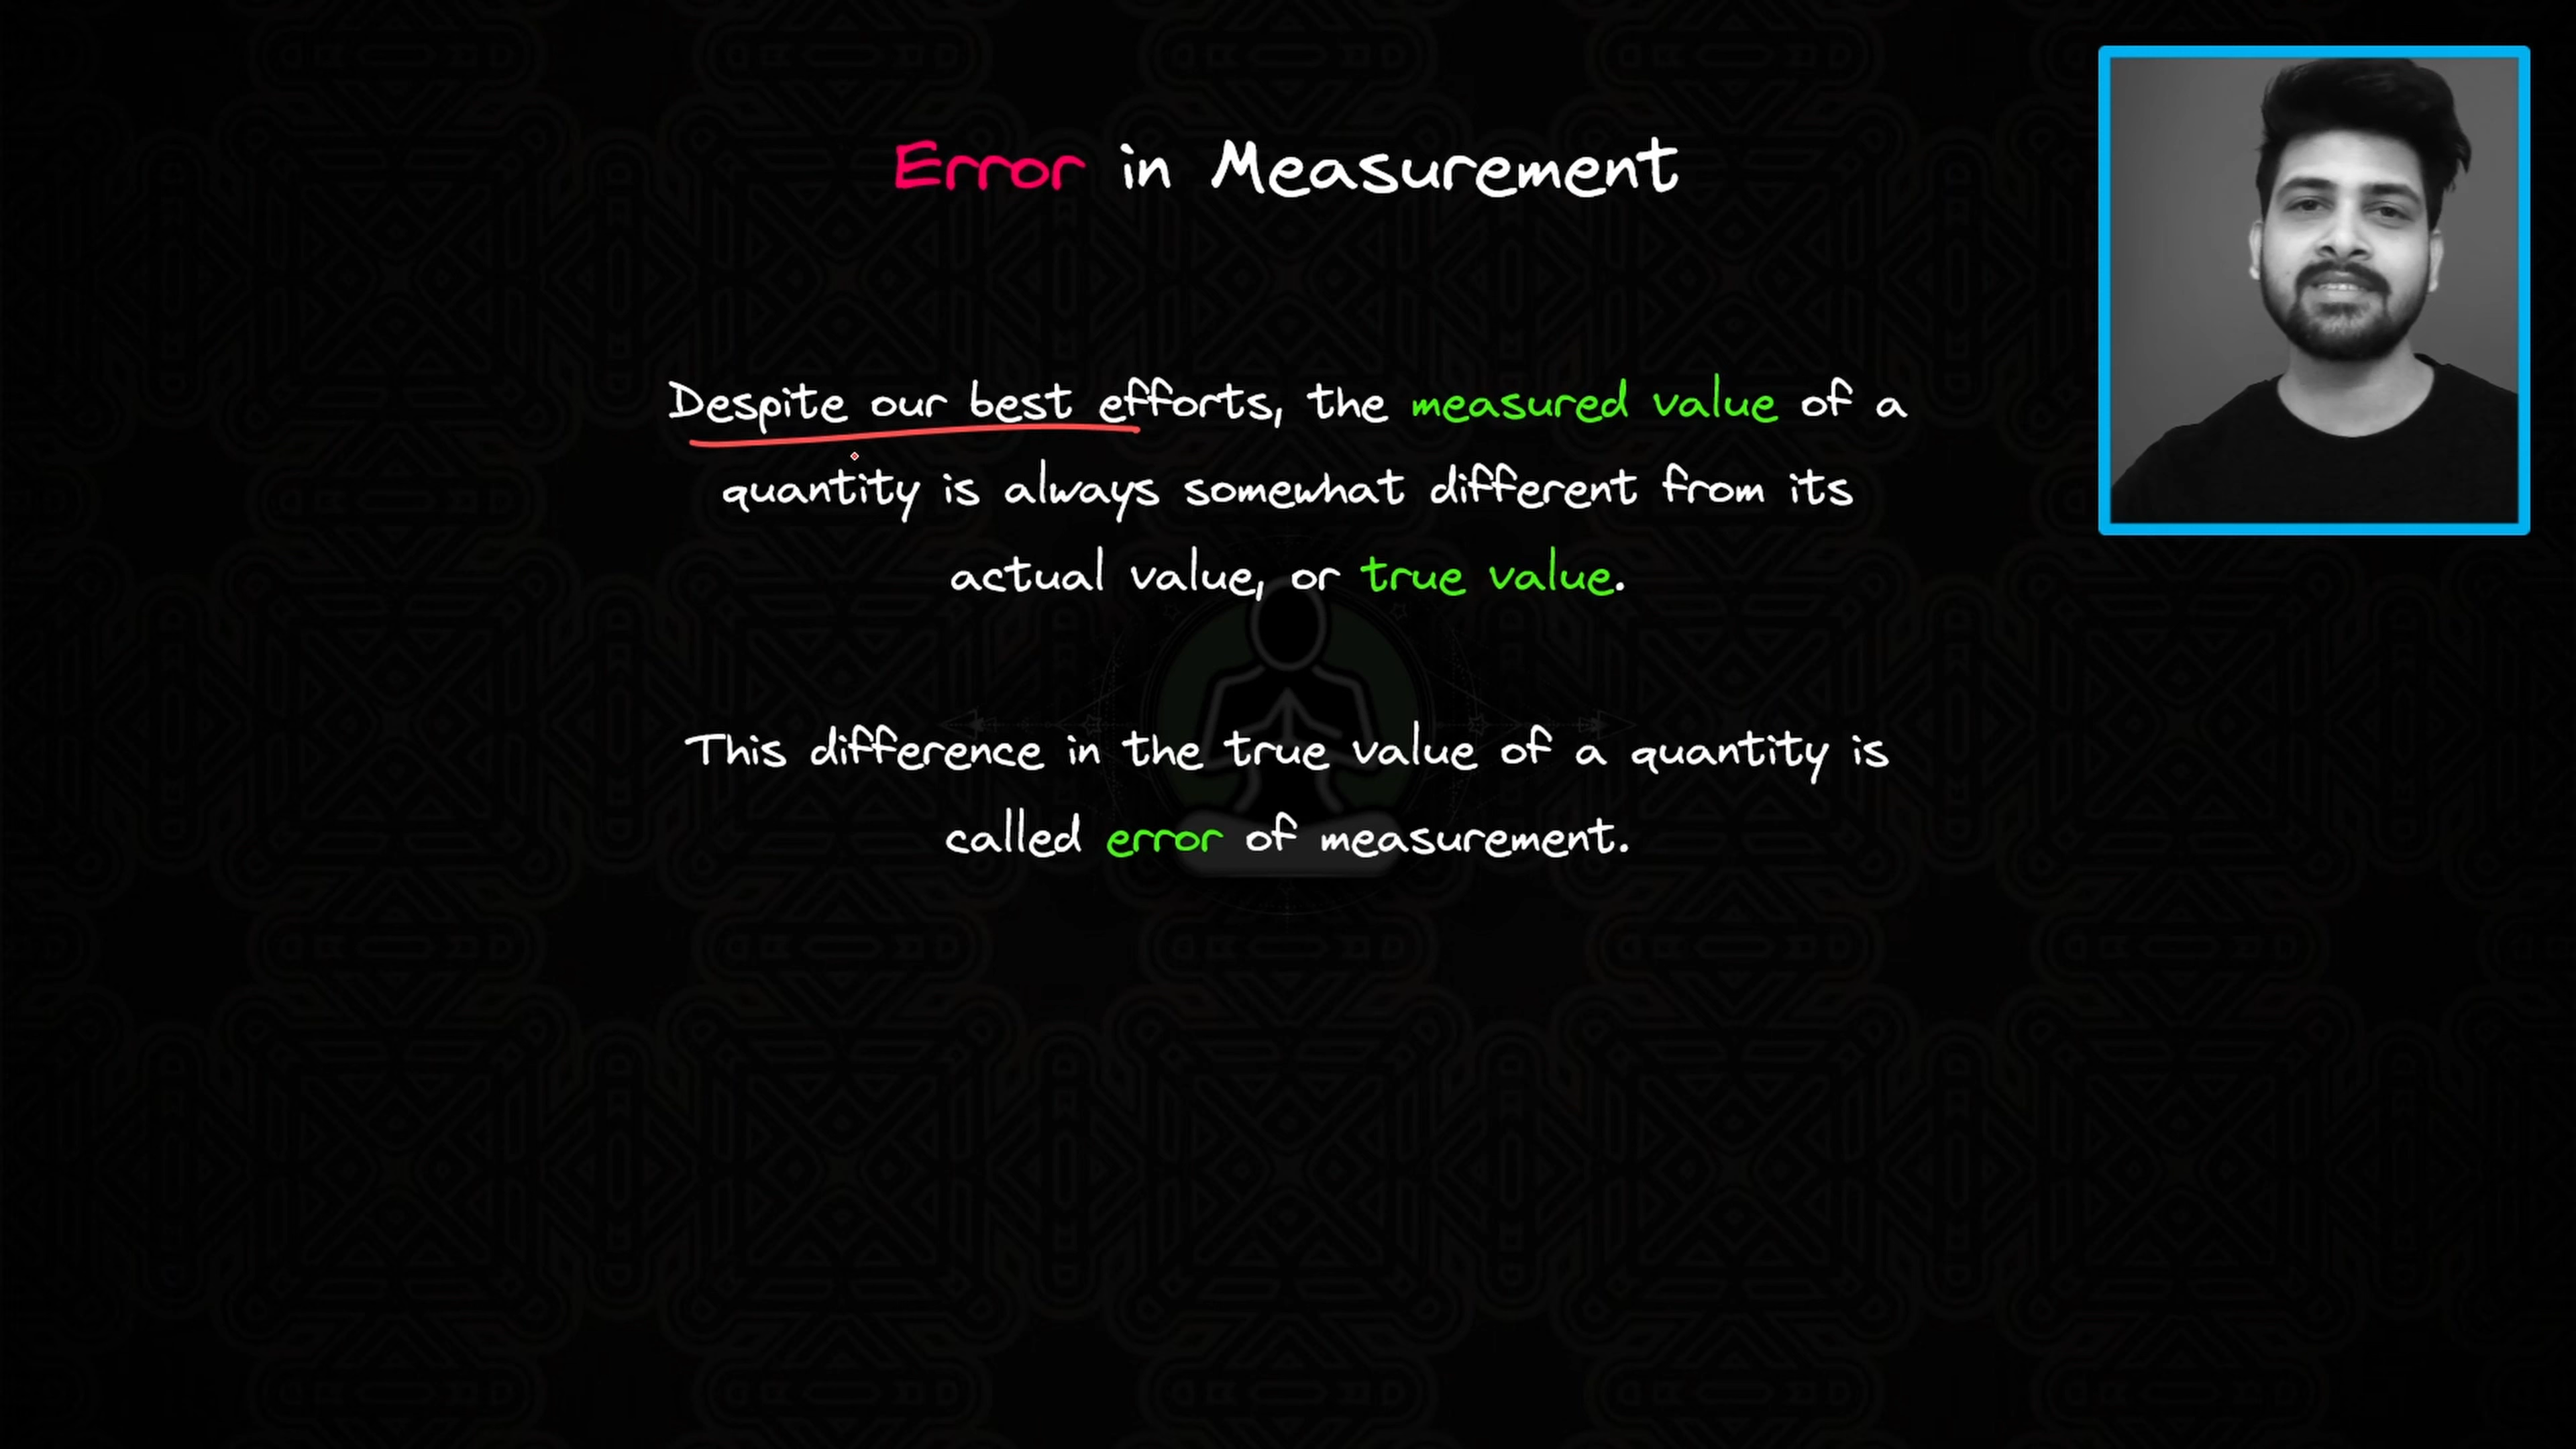 Error in Measurement
Despite our best efforts, the measured value of a
quantity is always somewhat different from its
actual value, or true value.
This difference in the true value of a quantity is
called error of measurement.